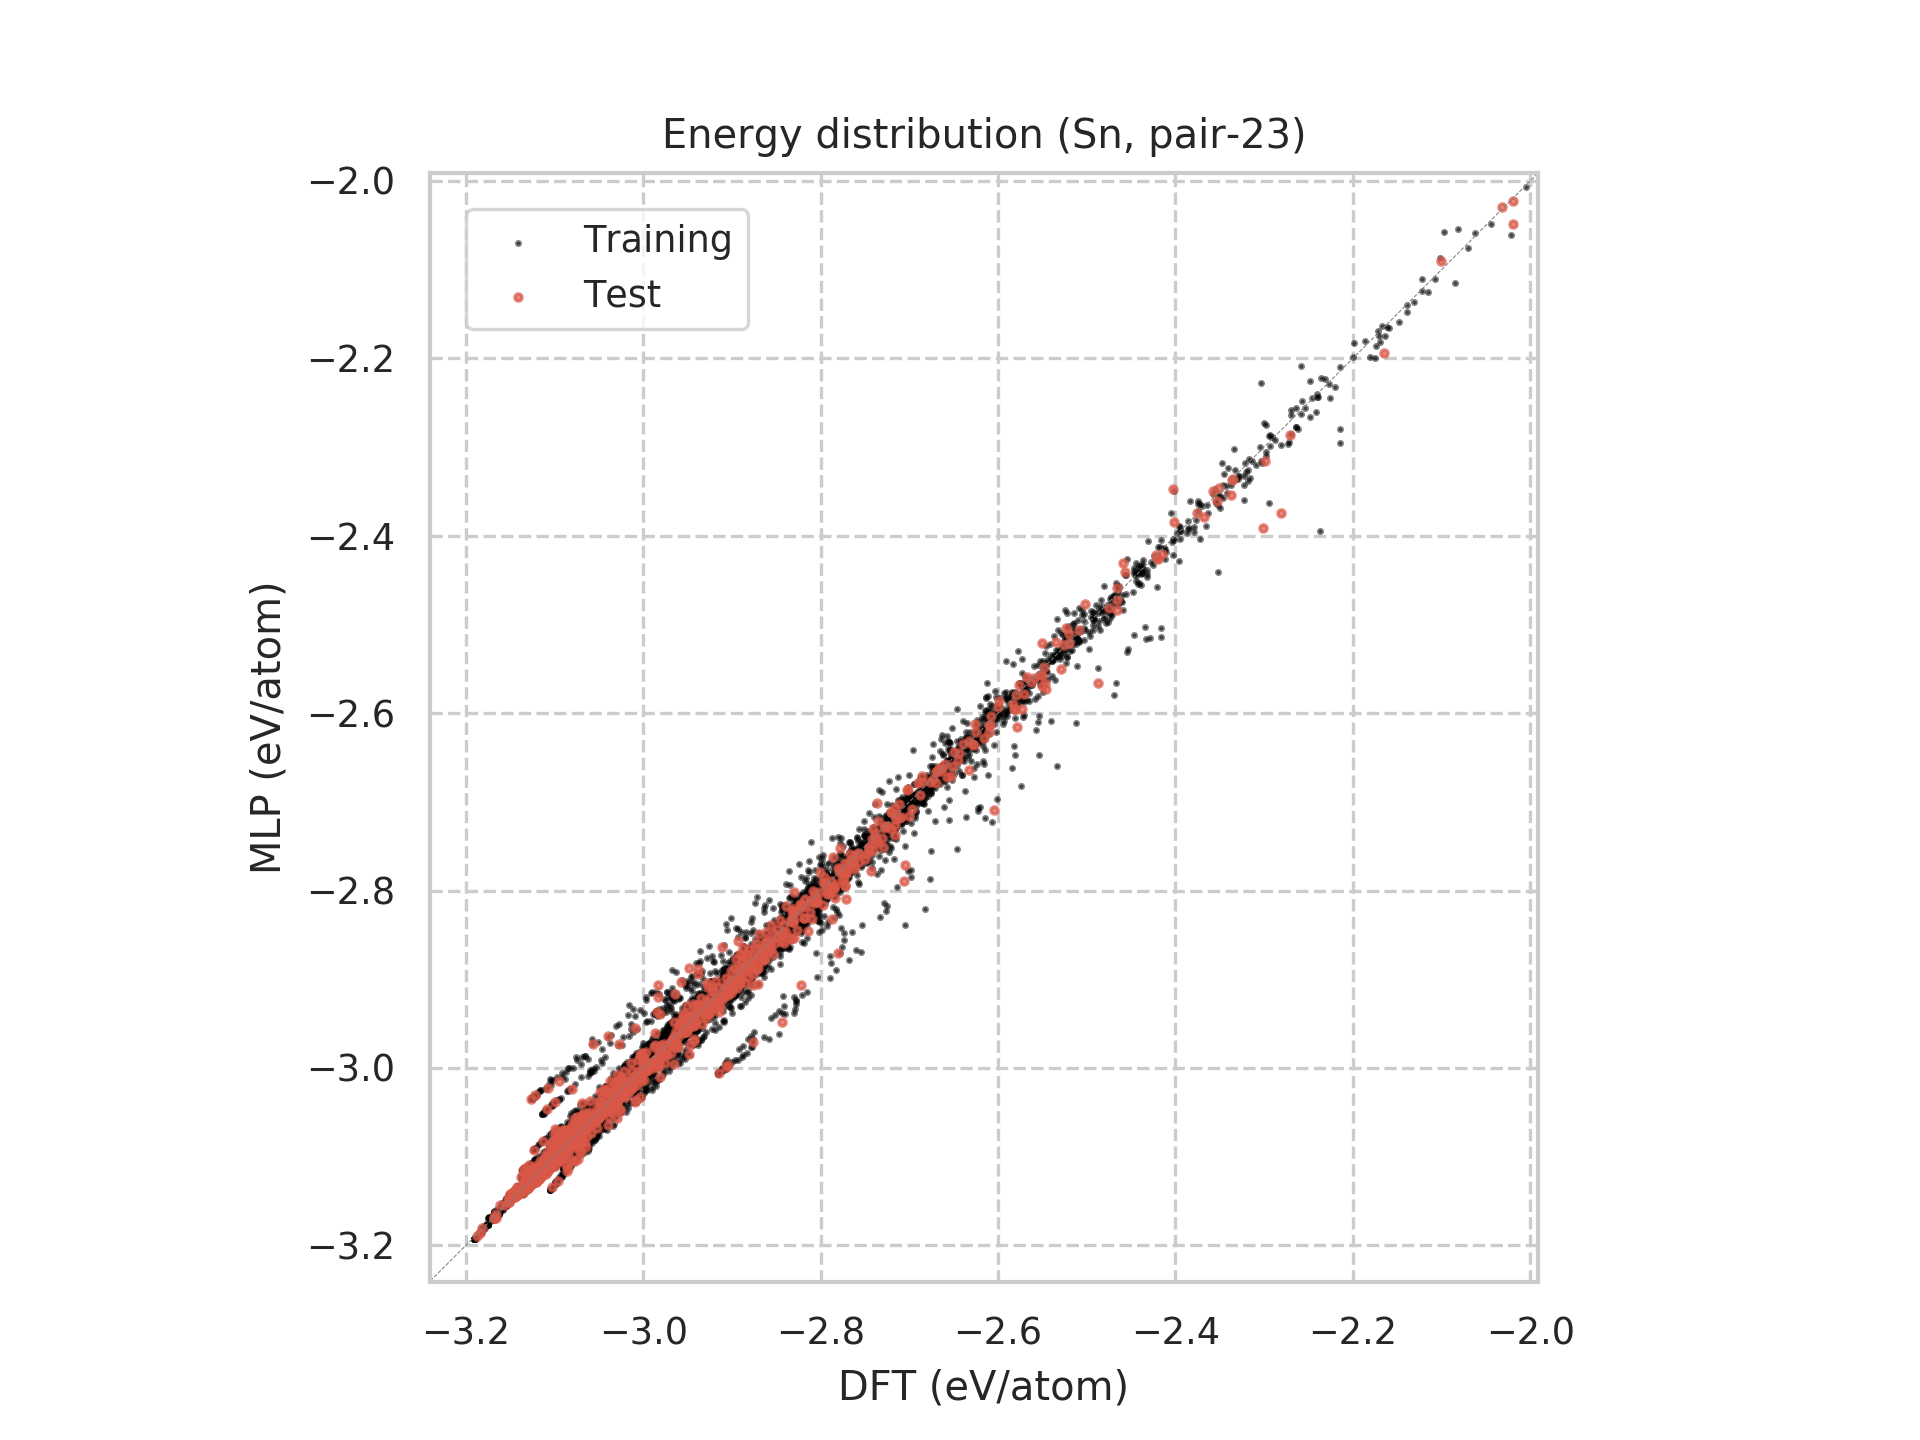 Energy distribution (Sn, pair-23)
Training
Test
−2.0
−2.2
−2.4
−2.6
−2.8
−3.0
−3.2
MLP (eV/atom)
−3.2 −3.0 −2.8 −2.6 −2.4 −2.2 −2.0
DFT (eV/atom)